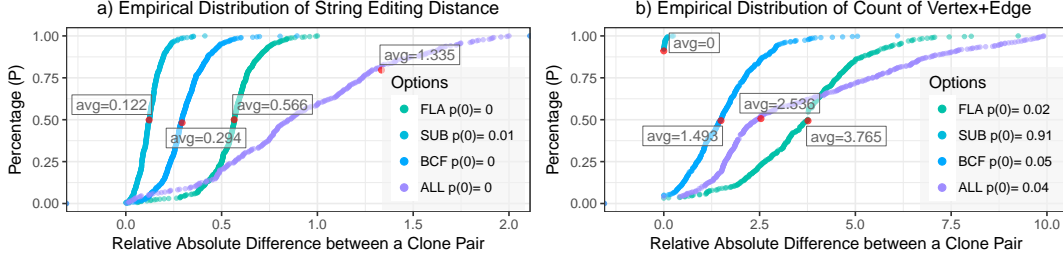 a) Empirical Distribution of String Editing Distance
Percentage (P)
1.00
0.75
0.50
0.25
0.00
avg=0.122
avg=0.294
avg=0.566
avg=1.335
Options
FLA p(0)= 0
SUB p(0)= 0.01
BCF p(0)= 0
ALL p(0)= 0
0.0 0.5 1.0 1.5 2.0
Relative Absolute Difference between a Clone Pair
b) Empirical Distribution of Count of Vertex+Edge
Percentage (P)
1.00
0.75
0.50
0.25
0.00
avg=0
avg=1.493
avg=2.536
avg=3.765
Options
FLA p(0)= 0.02
SUB p(0)= 0.91
BCF p(0)= 0.05
ALL p(0)= 0.04
0.0 2.5 5.0 7.5 10.0
Relative Absolute Difference between a Clone Pair